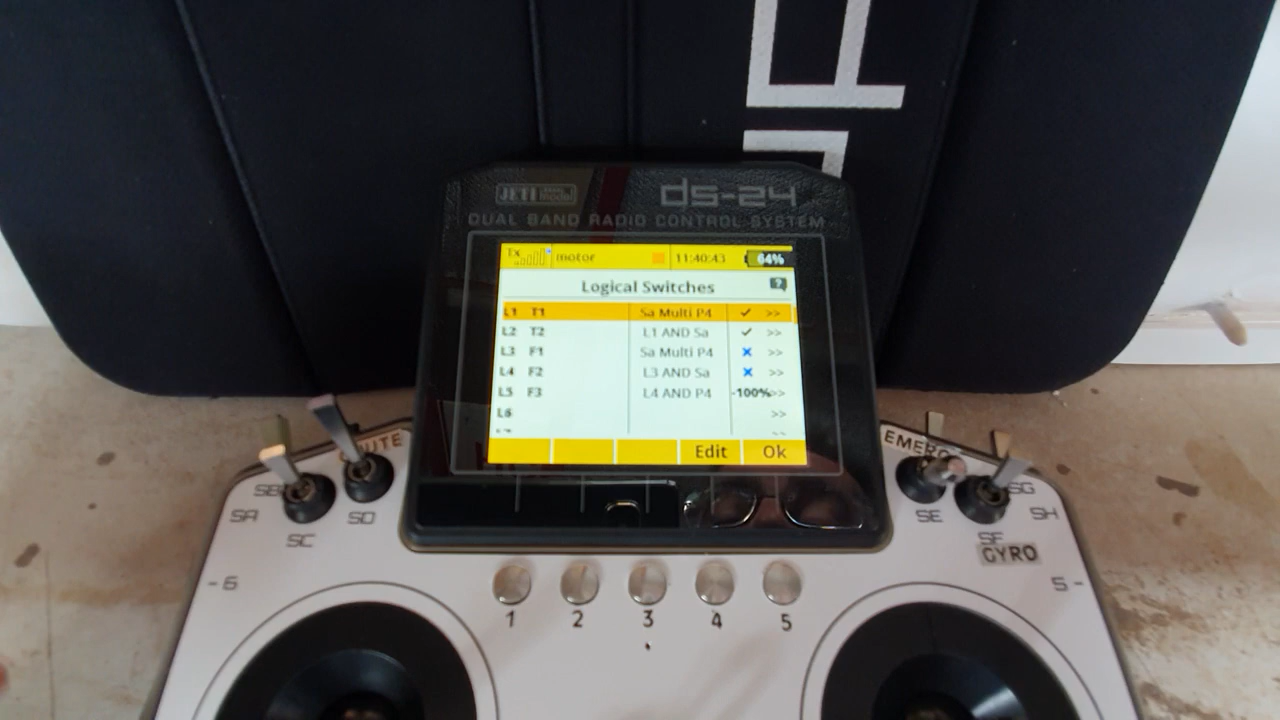 JETI model
ds-24
DUAL BAND RADIO CONTROL SYSTEM
Tx motor 11:40:43 64%
Logical Switches ?
L1 T1 Sa Multi P4 ✓ >>
L2 T2 L1 AND Sa ✓ >>
L3 F1 Sa Multi P4 × >>
L4 F2 L3 AND Sa × >>
L5 F3 L4 AND P4 -100% >>
L6 >>
Edit Ok
SB SA SC SD
SE SF SG SH
GYRO
- 6
5 -
1 2 3 4 5